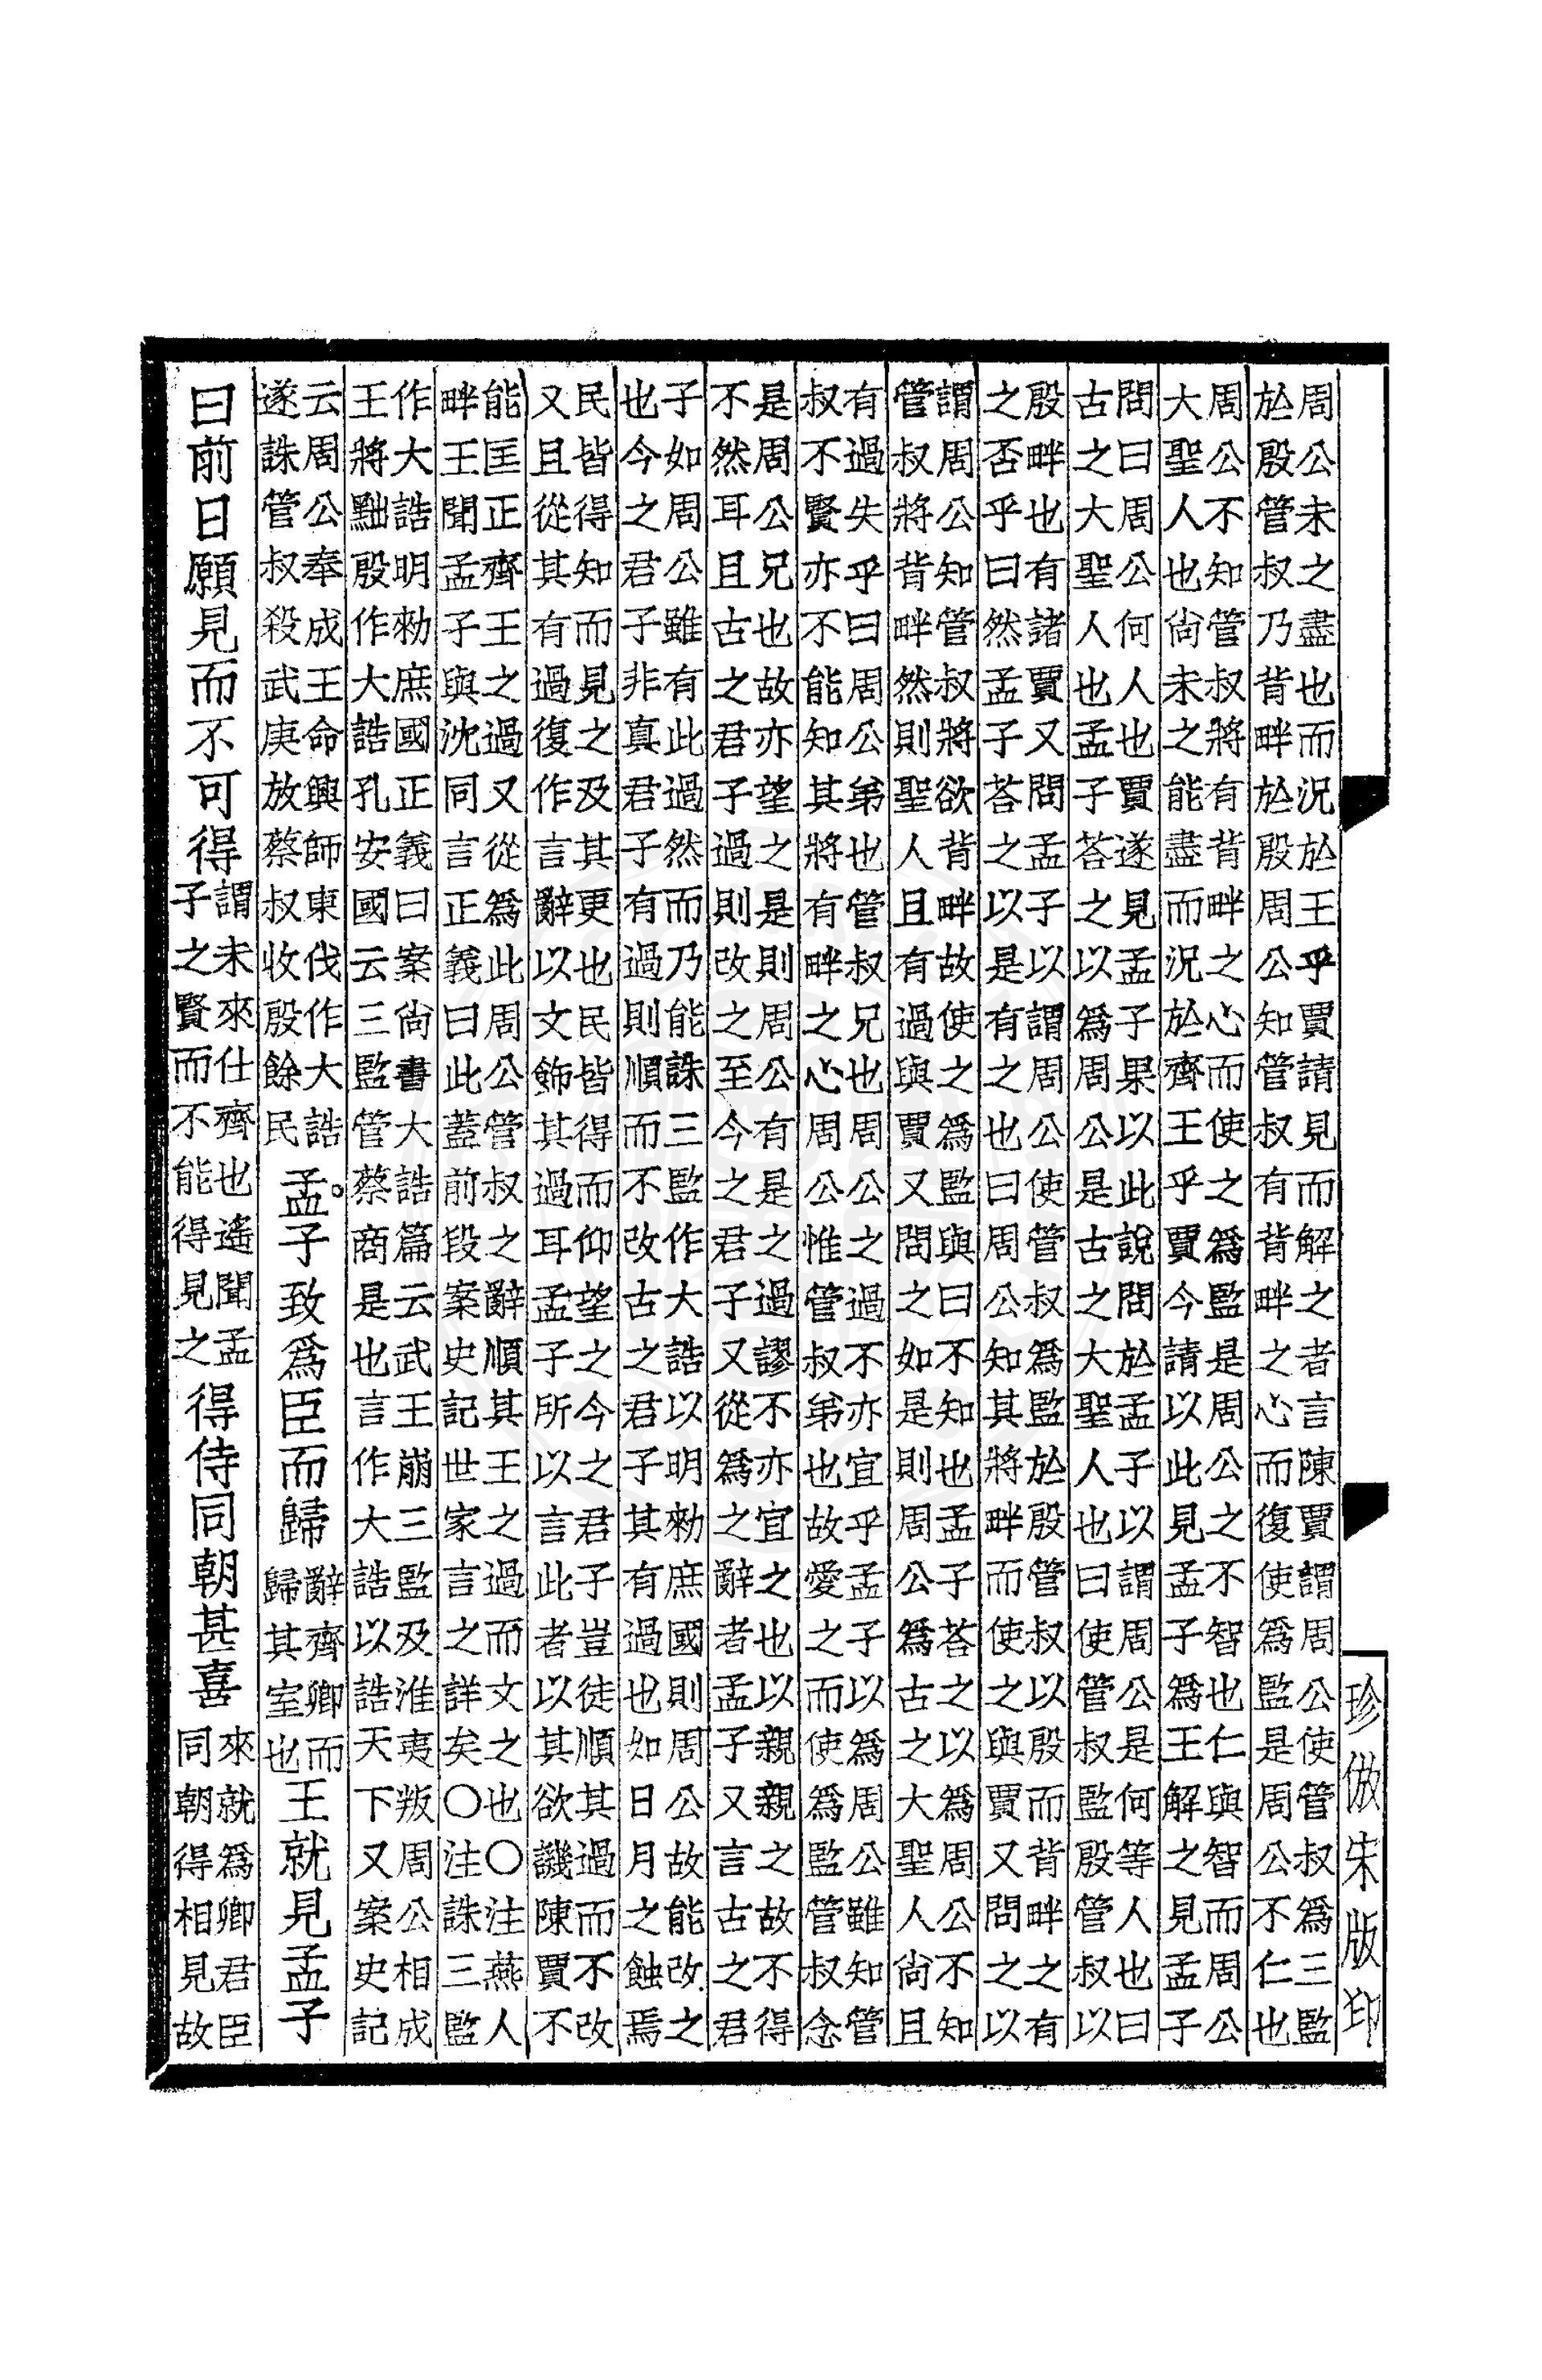 周公未之盡也而況於王乎賈請見而解之者言陳賈謂周公使管叔爲三監
於殷管叔乃背畔於殷周公知管叔有背畔之心而復使爲監是周公不仁也
周公不知管叔將有背畔之心而使之爲監是周公之不智也仁與智而周公
大聖人也尙未之能盡而況於齊王乎賈今請以此見孟子爲王解之見孟子
問曰周公何人也賈遂見孟子果以此說問於孟子以謂周公是何等人也曰
古之大聖人也孟子荅之以爲周公是古之大聖人也曰使管叔監殷管叔以
殷畔也有諸賈又問孟子以謂周公使管叔爲監於殷管叔以殷而背畔之有
之否乎曰然孟子荅之以是有之也曰周公知其將畔而使之與賈又問之以
謂周公知管叔將欲背畔故使之爲監與曰不知也孟子荅之以爲周公不知
管叔將背畔然則聖人且有過與賈又問之如是則周公爲古之大聖人尙且
有過失乎曰周公弟也管叔兄也周公之過不亦宜乎孟子以爲周公雖知管
叔不賢亦不能知其將有畔之心周公惟管叔弟也故愛之而使爲監管叔念
是周公兄也故亦望之是則周公有是之過謬不亦宜之也以親親之故不得
不然耳且古之君子過則改之至今之君子又從爲之辭者孟子又言古之君
子如周公雖有此過然而乃能誅三監作大誥以明勑庶國則周公故能改之
也今之君子非真君子有過則順而不改古之君子其有過也如日月之蝕焉
民皆得知而見之及其更也民皆得而仰望之今之君子豈徒順其過而不改
又且從其有過復作言辭以文飾其過耳孟子所以言此者以其欲譏陳賈不
能匡正齊王之過又從爲此周公管叔之辭順其王之過而文之也〇注燕人
畔王聞孟子與沈同言正義曰此蓋前段案史記世家言之詳矣〇注誅三監
作大誥明勑庶國正義曰案尙書大誥篇云武王崩三監及淮夷叛周公相成
王將黜殷作大誥孔安國云三監管蔡商是也言作大誥以誥天下又案史記
云周公奉成王命興師東伐作大誥
遂誅管叔殺武庚放蔡叔收殷餘民
孟子致爲臣而歸
辭齊卿而
歸其室也
王就見孟子
曰前日願見而不可得
謂未來仕齊也遙聞孟
子之賢而不能得見之
得侍同朝甚喜
來就爲卿君臣
同朝得相見故
珍倣宋版印